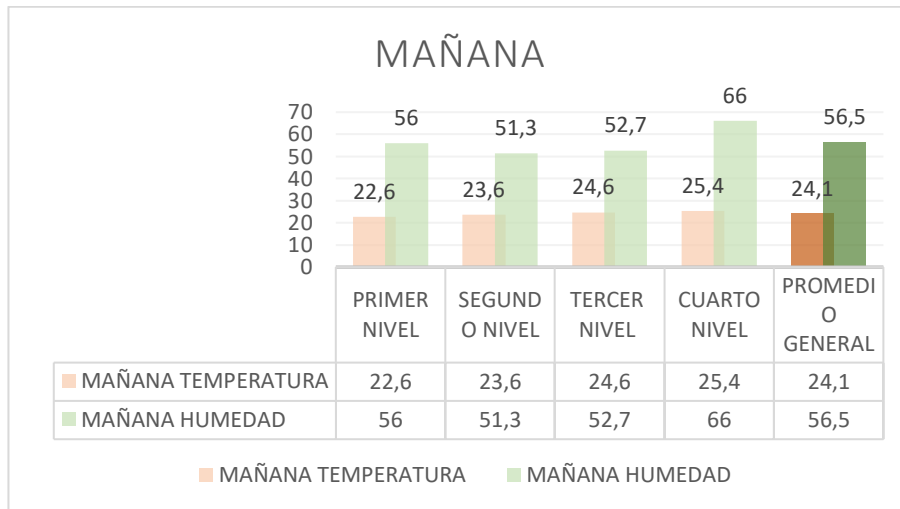 MAÑANA
56
51,3
52,7
66
56,5
22,6
23,6
24,6
25,4
24,1
70
60
50
40
30
20
10
0
PRIMER
NIVEL
SEGUND
O NIVEL
TERCER
NIVEL
CUARTO
NIVEL
PROMEDI
O
GENERAL
MAÑANA TEMPERATURA 22,6 23,6 24,6 25,4 24,1
MAÑANA HUMEDAD 56 51,3 52,7 66 56,5
MAÑANA TEMPERATURA MAÑANA HUMEDAD